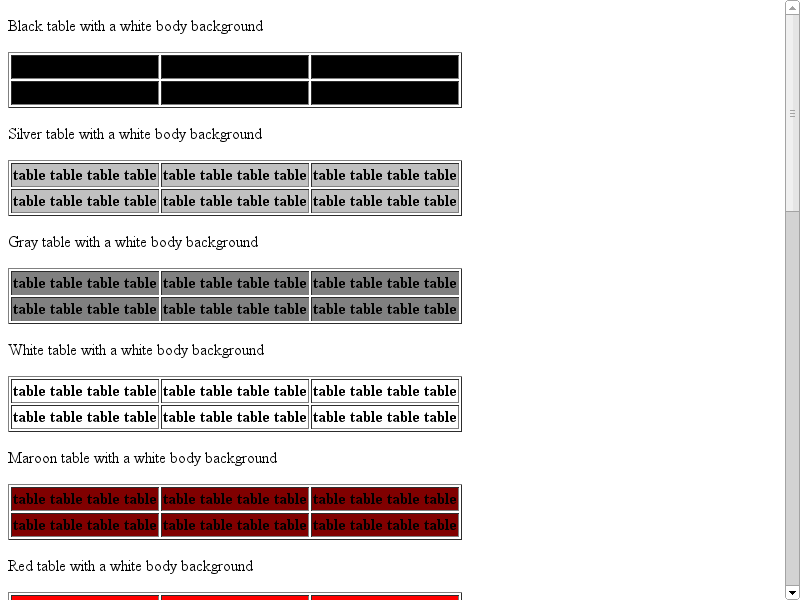 Black table with a white body background
Silver table with a white body background
table table table table table table table table table table table table
table table table table table table table table table table table table
Gray table with a white body background
table table table table table table table table table table table table
table table table table table table table table table table table table
White table with a white body background
table table table table table table table table table table table table
table table table table table table table table table table table table
Maroon table with a white body background
table table table table table table table table table table table table
table table table table table table table table table table table table
Red table with a white body background